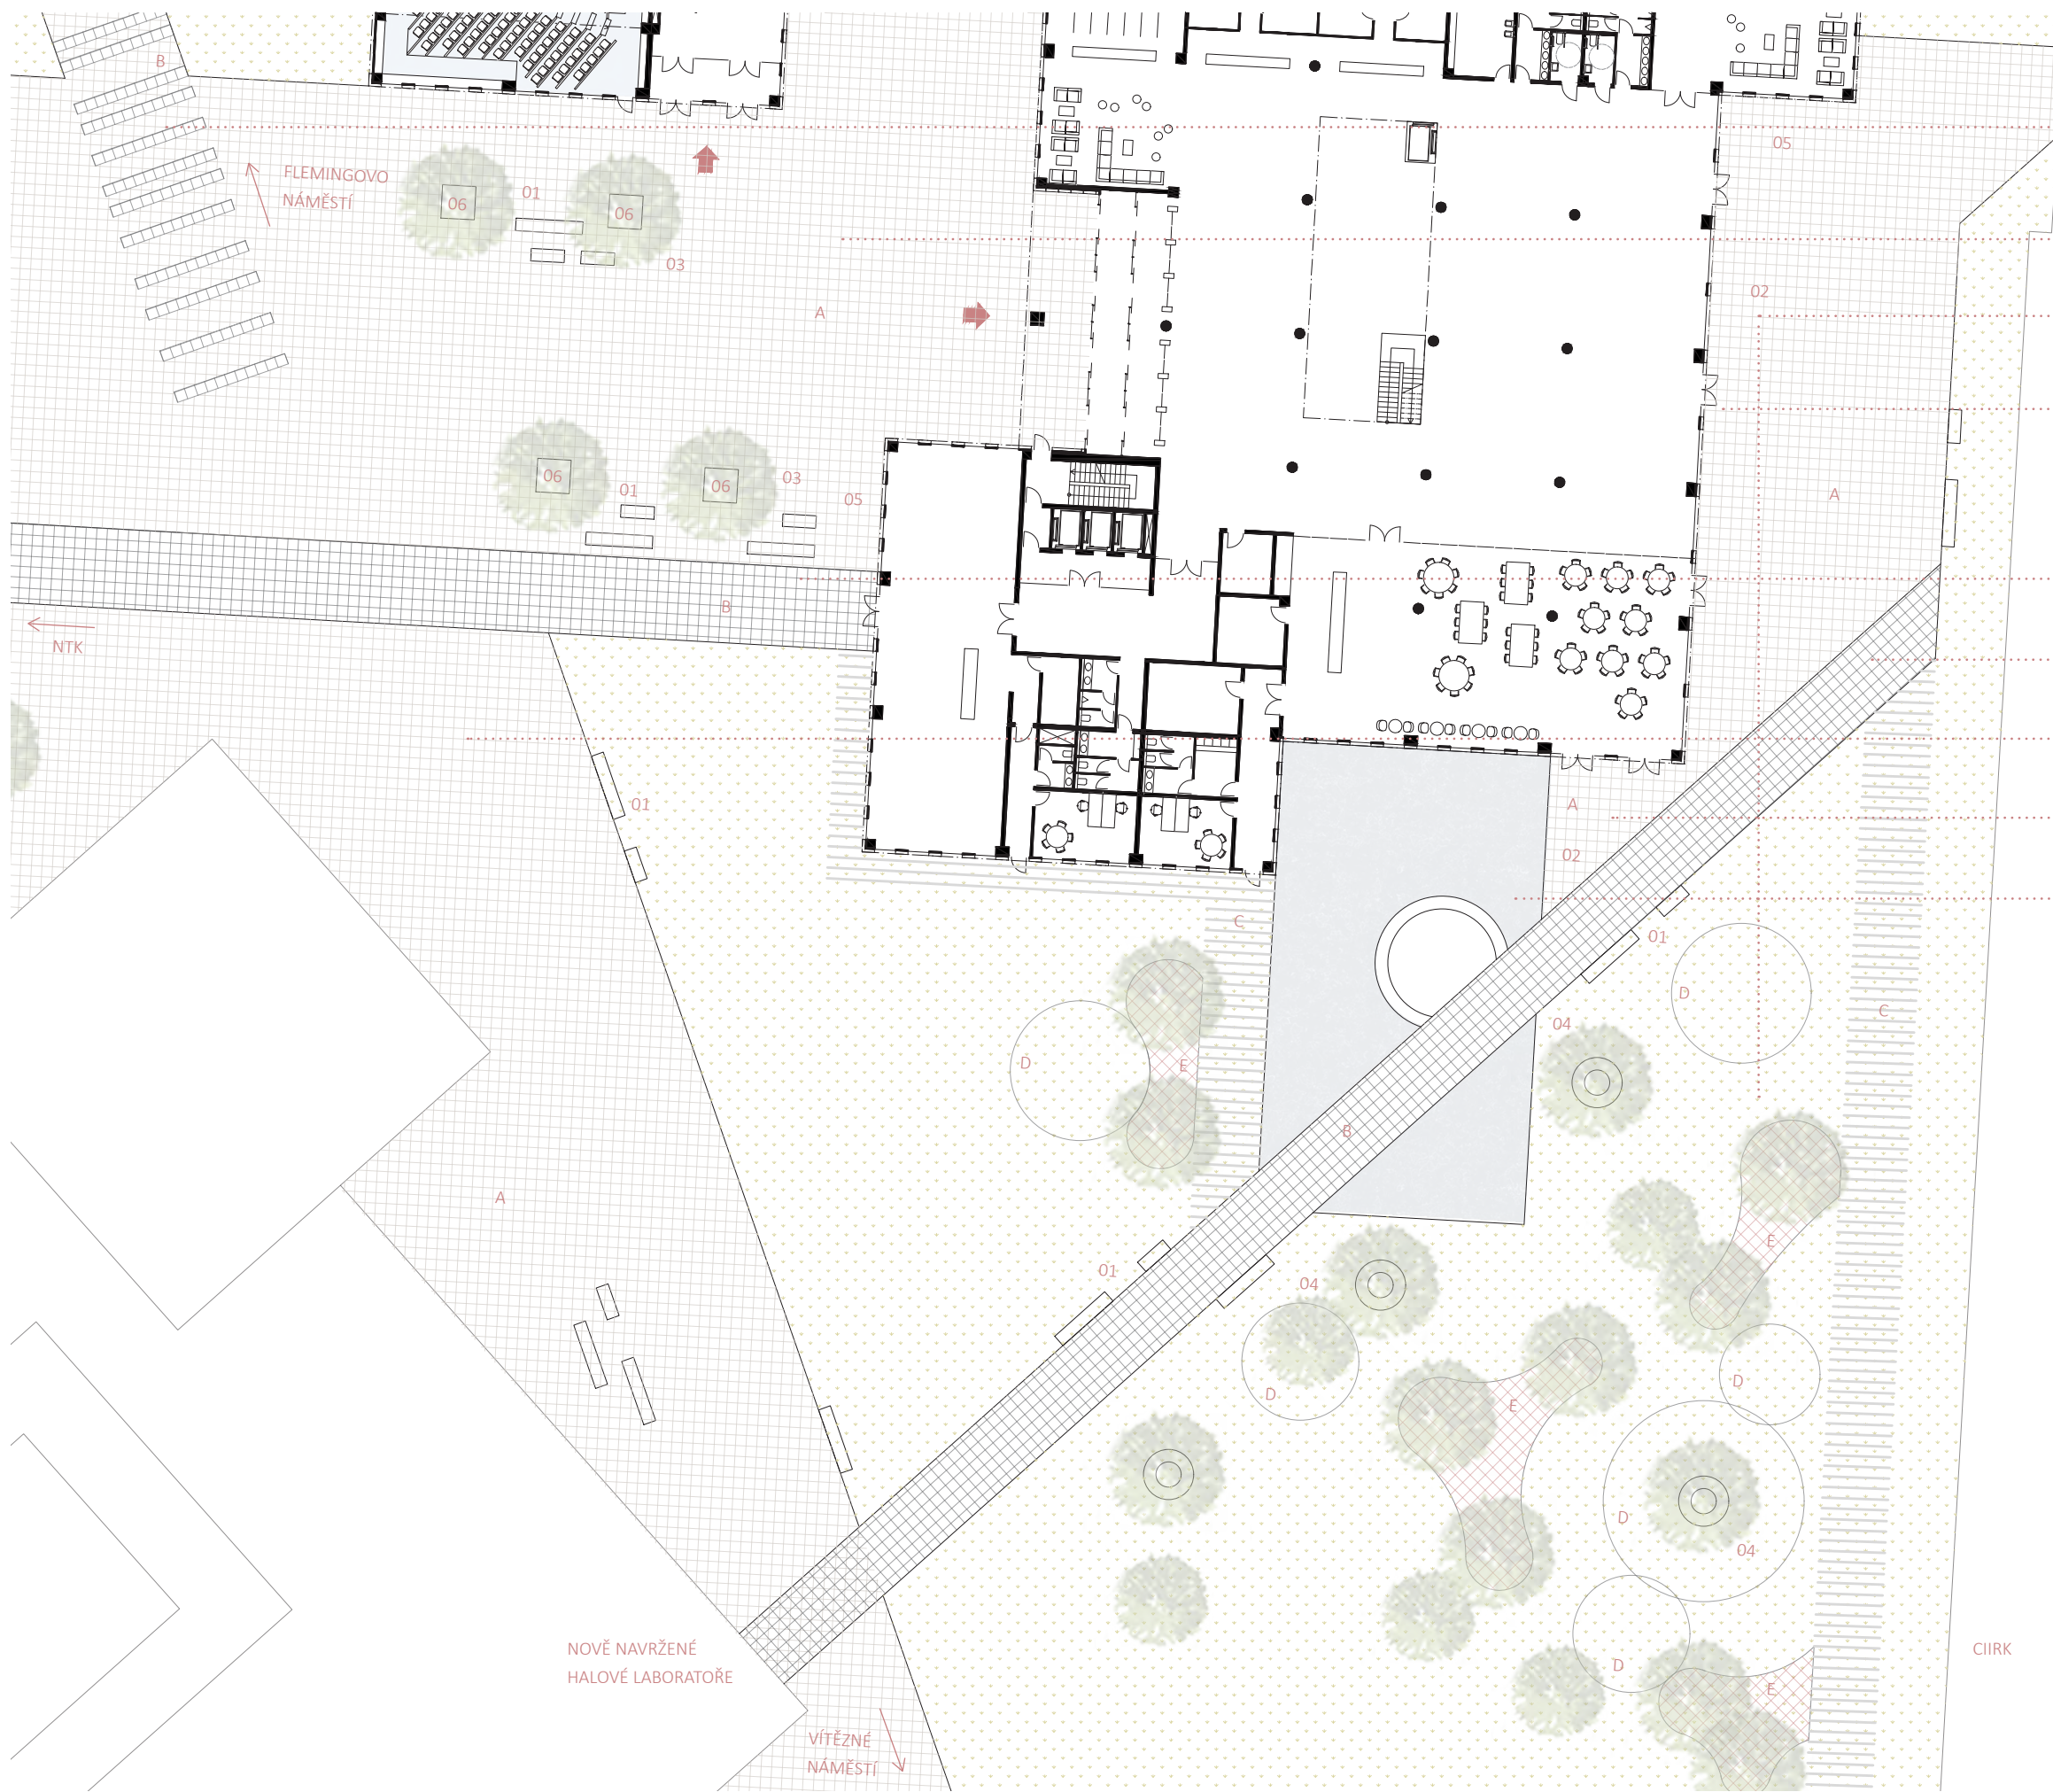 B
05
FLEMINGOVO
NÁMĚSTÍ
01
06
06
03
02
A
A
06
01
06
03
05
B
NTK
01
A
02
C
01
D
C
04
D
E
B
A
E
01
04
D
D
E
D
04
NOVĚ NAVRŽENÉ
HALOVÉ LABORATOŘE
CIIRK
D
E
VÍTĚZNÉ
NÁMĚSTÍ